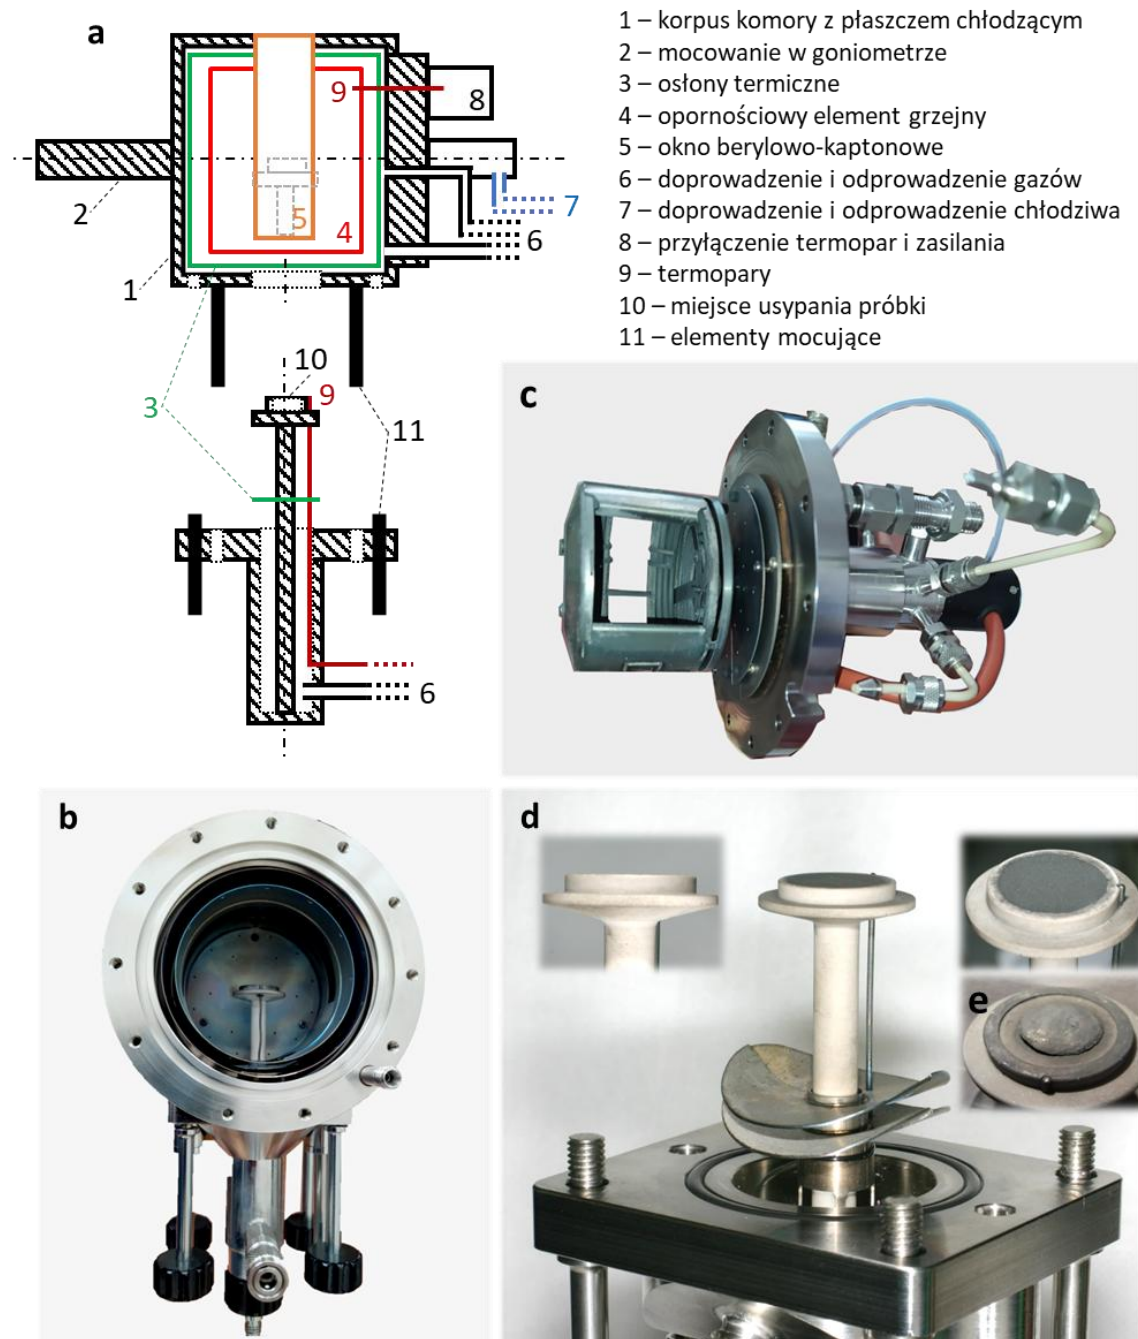 a
1 – korpus komory z płaszczem chłodzącym
2 – mocowanie w goniometrze
3 – osłony termiczne
4 – opornościowy element grzejny
5 – okno berylowo-kaptonowe
6 – doprowadzenie i odprowadzenie gazów
7 – doprowadzenie i odprowadzenie chłodziwa
8 – przyłączenie termopar i zasilania
9 – termopary
10 – miejsce usypania próbki
11 – elementy mocujące
9
8
2
5
4
7
6
1
10
9
3
11
6
c
b
d
e